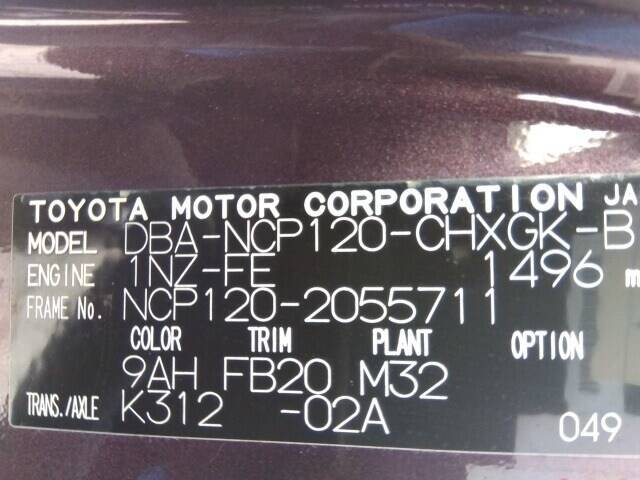 TOYOTA MOTOR CORPORATION JA
MODEL DBA-NCP120-CHXGK-B
ENGINE 1NZ-FE 1496 m
FRAME No. NCP120-2055711
COLOR TRIM PLANT OPTION
9AH FB20 M32
TRANS./AXLE K312 -02A
049